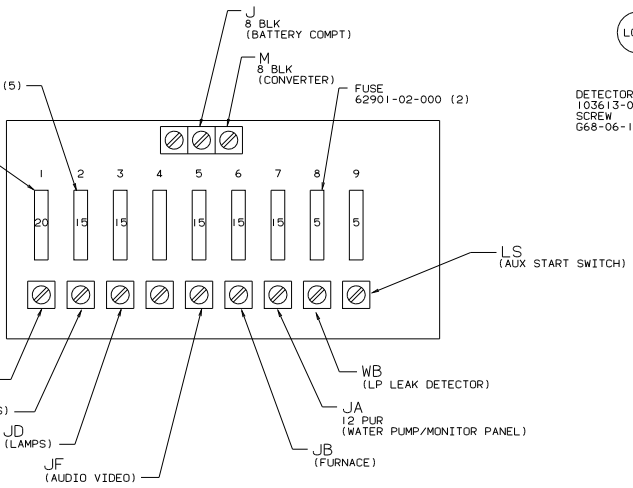 J
8 BLK
(BATTERY COMPT)
M
8 BLK
(CONVERTER)
(5)
FUSE
62901-02-000 (2)
DETECTOR
103613-0
SCREW
G68-06-1
1 2 3 4 5 6 7 8 9
20 15 15 15 15 15 5 5
LS
(AUX START SWITCH)
WB
(LP LEAK DETECTOR)
JA
12 PUR
(WATER PUMP/MONITOR PANEL)
JD
(LAMPS)
JB
(FURNACE)
JF
(AUDIO VIDEO)